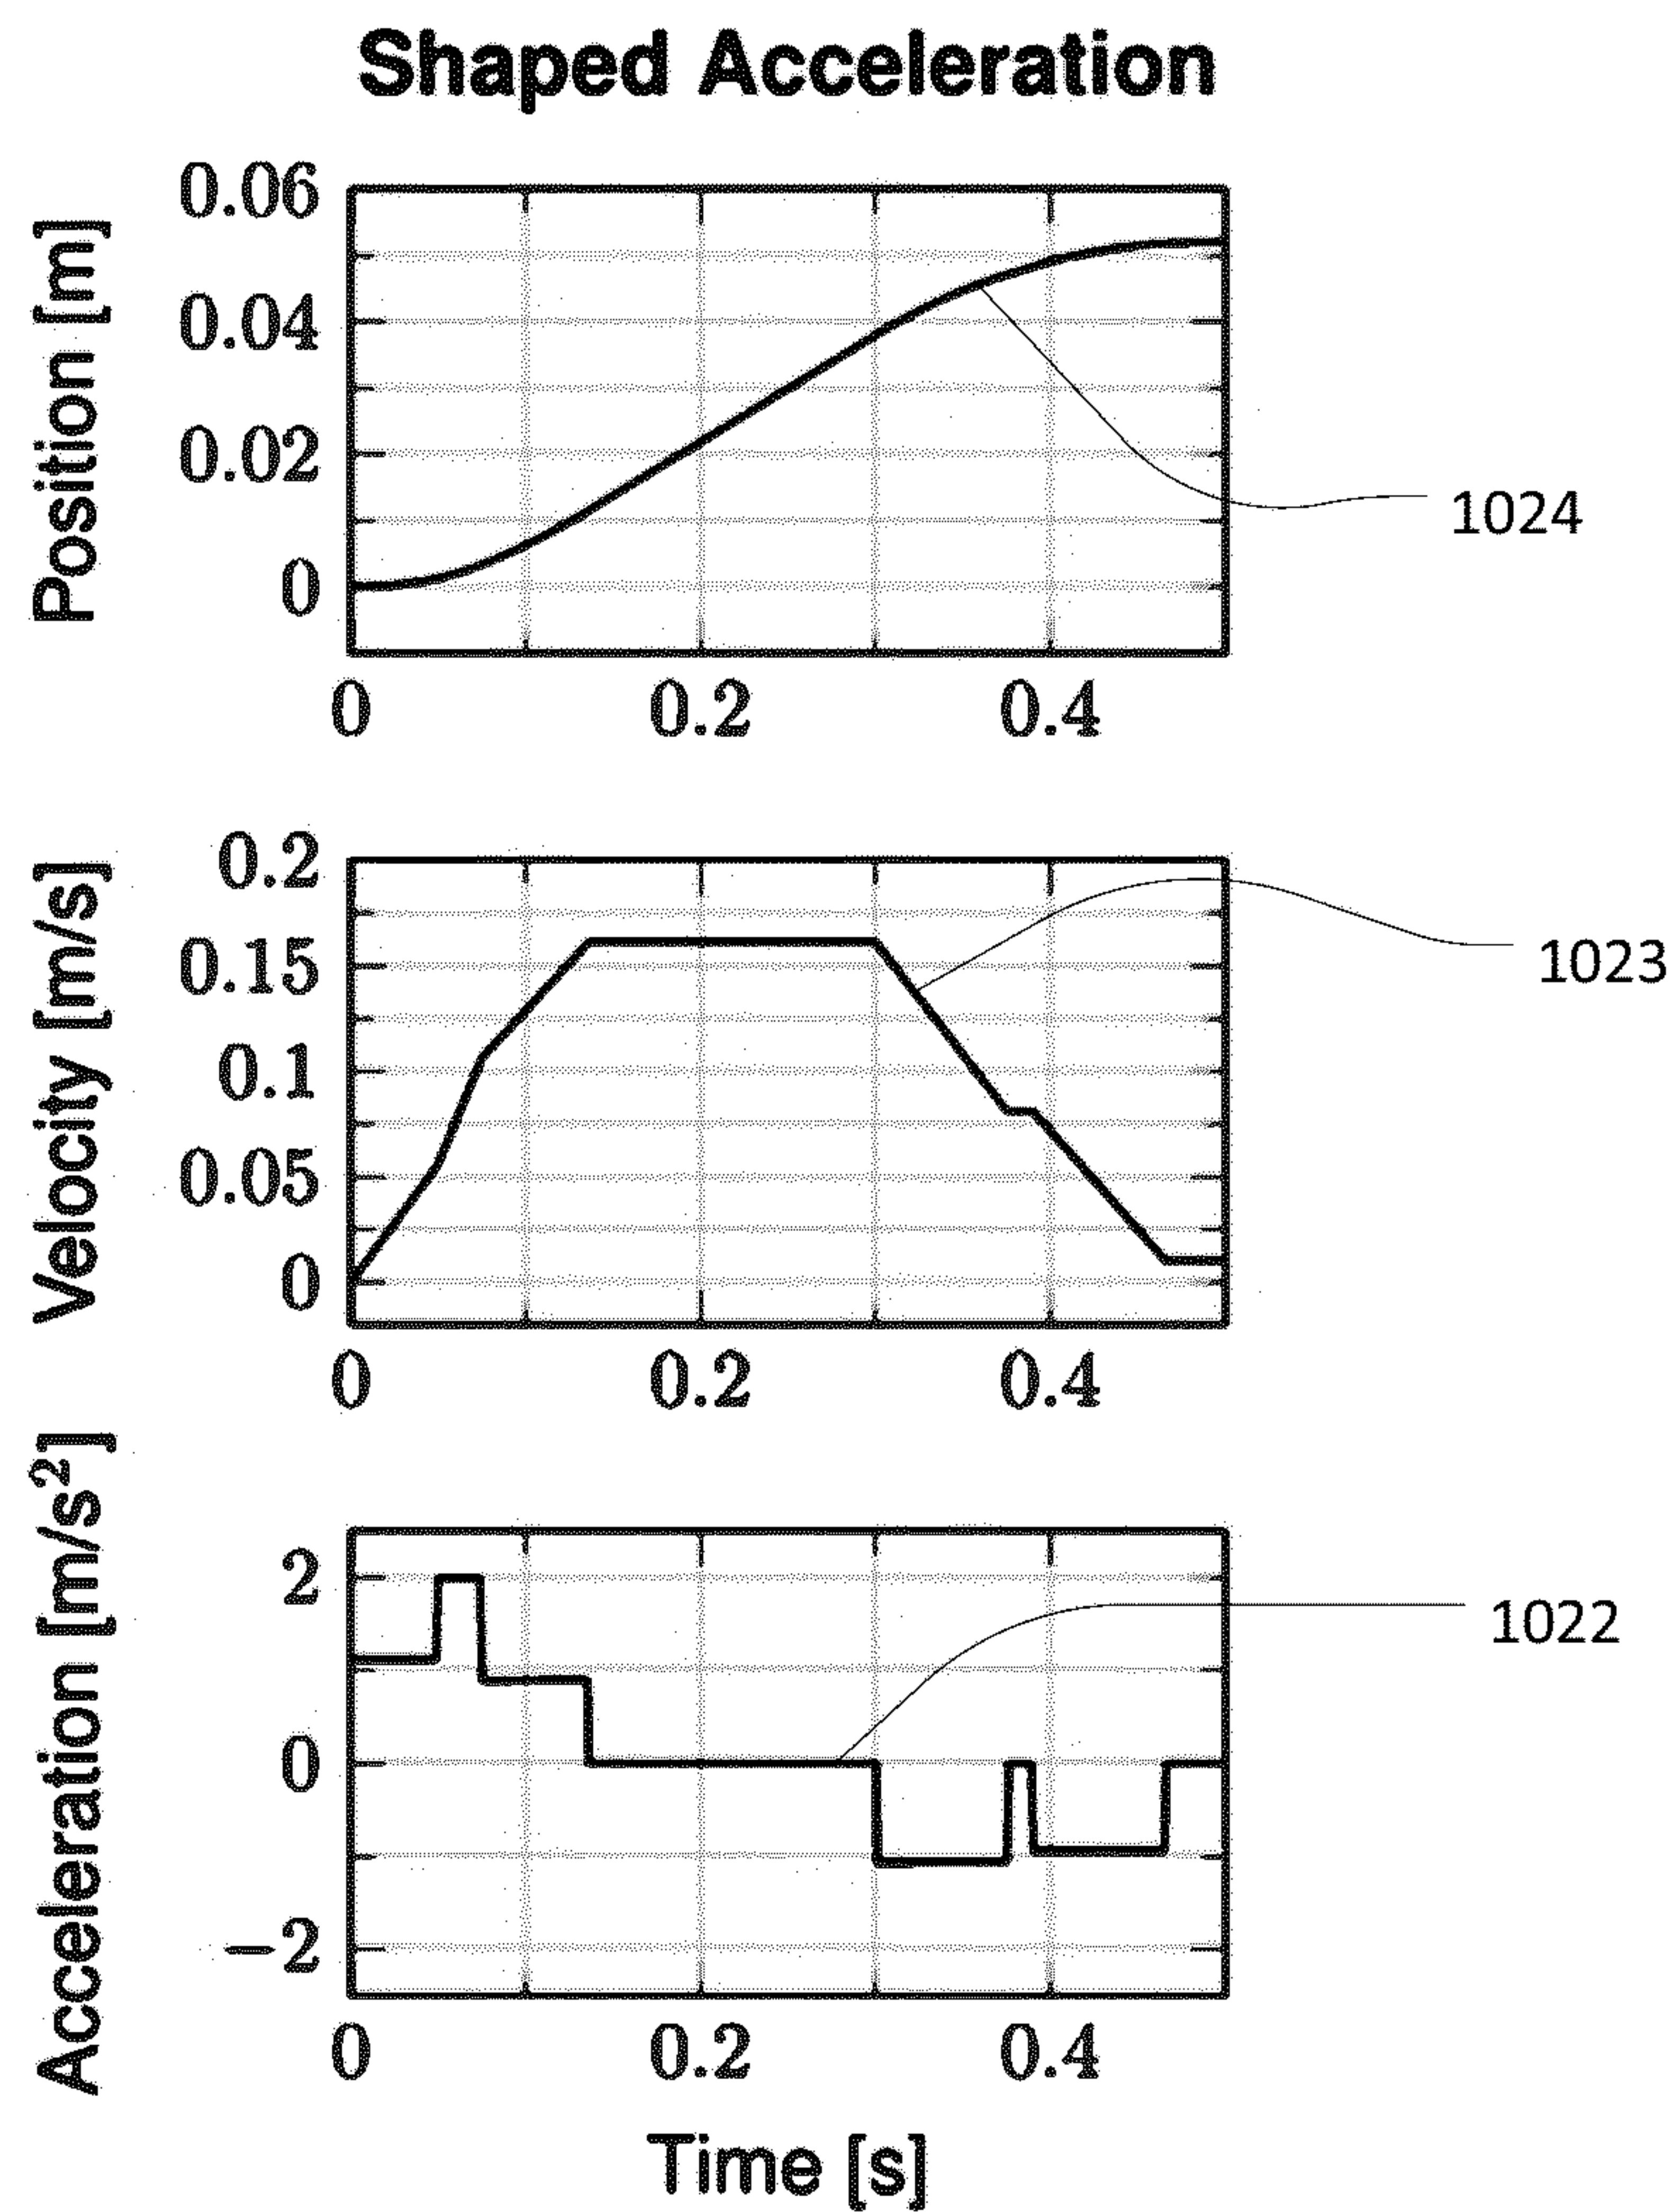 Shaped Acceleration
Position [m]
0.06
0.04
0.02
0
0 0.2 0.4
1024
Velocity [m/s]
0.2
0.15
0.1
0.05
0
0 0.2 0.4
1023
Acceleration [m/s²]
2
0
−2
0 0.2 0.4
1022
Time [s]